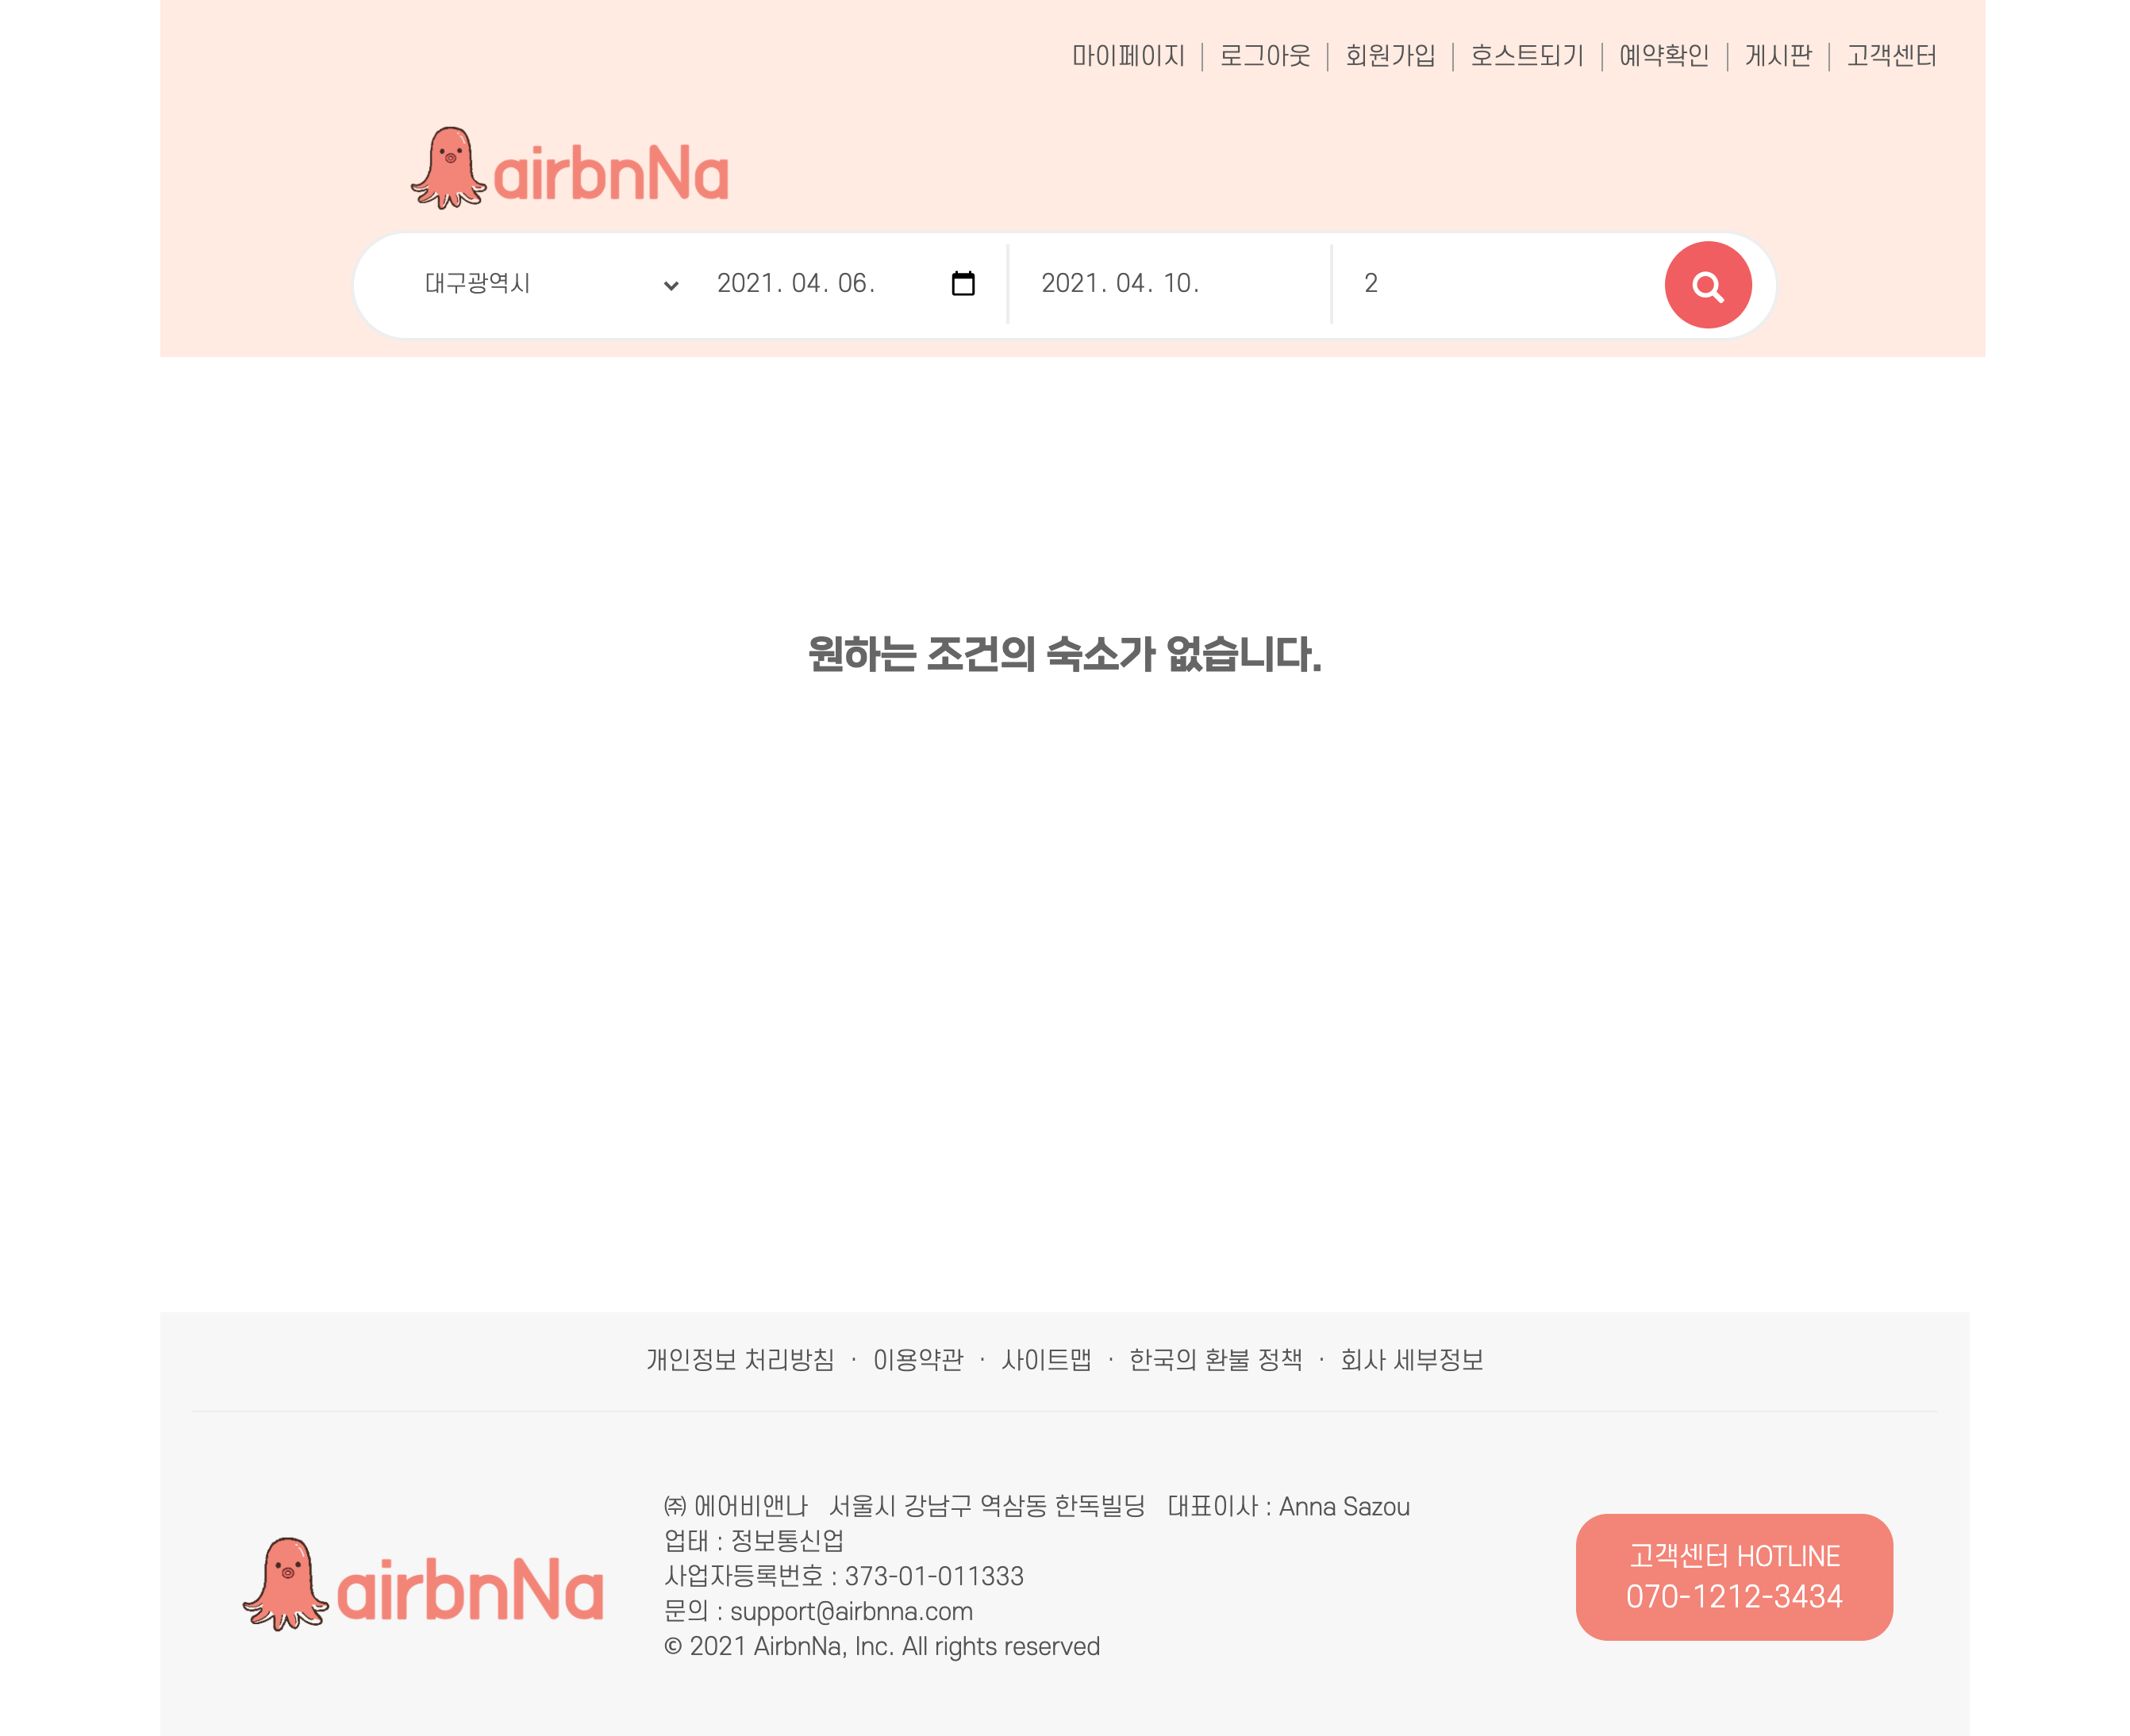 마이페이지 | 로그아웃 | 회원가입 | 호스트되기 | 예약확인 | 게시판 | 고객센터
airbnNa
대구광역시 2021. 04. 06. 2021. 04. 10. 2
원하는 조건의 숙소가 없습니다.
개인정보 처리방침 · 이용약관 · 사이트맵 · 한국의 환불 정책 · 회사 세부정보
airbnNa
㈜ 에어비앤나 서울시 강남구 역삼동 한독빌딩 대표이사 : Anna Sazou
업태 : 정보통신업
사업자등록번호 : 373-01-011333
문의 : support@airbnna.com
© 2021 AirbnNa, Inc. All rights reserved
고객센터 HOTLINE
070-1212-3434